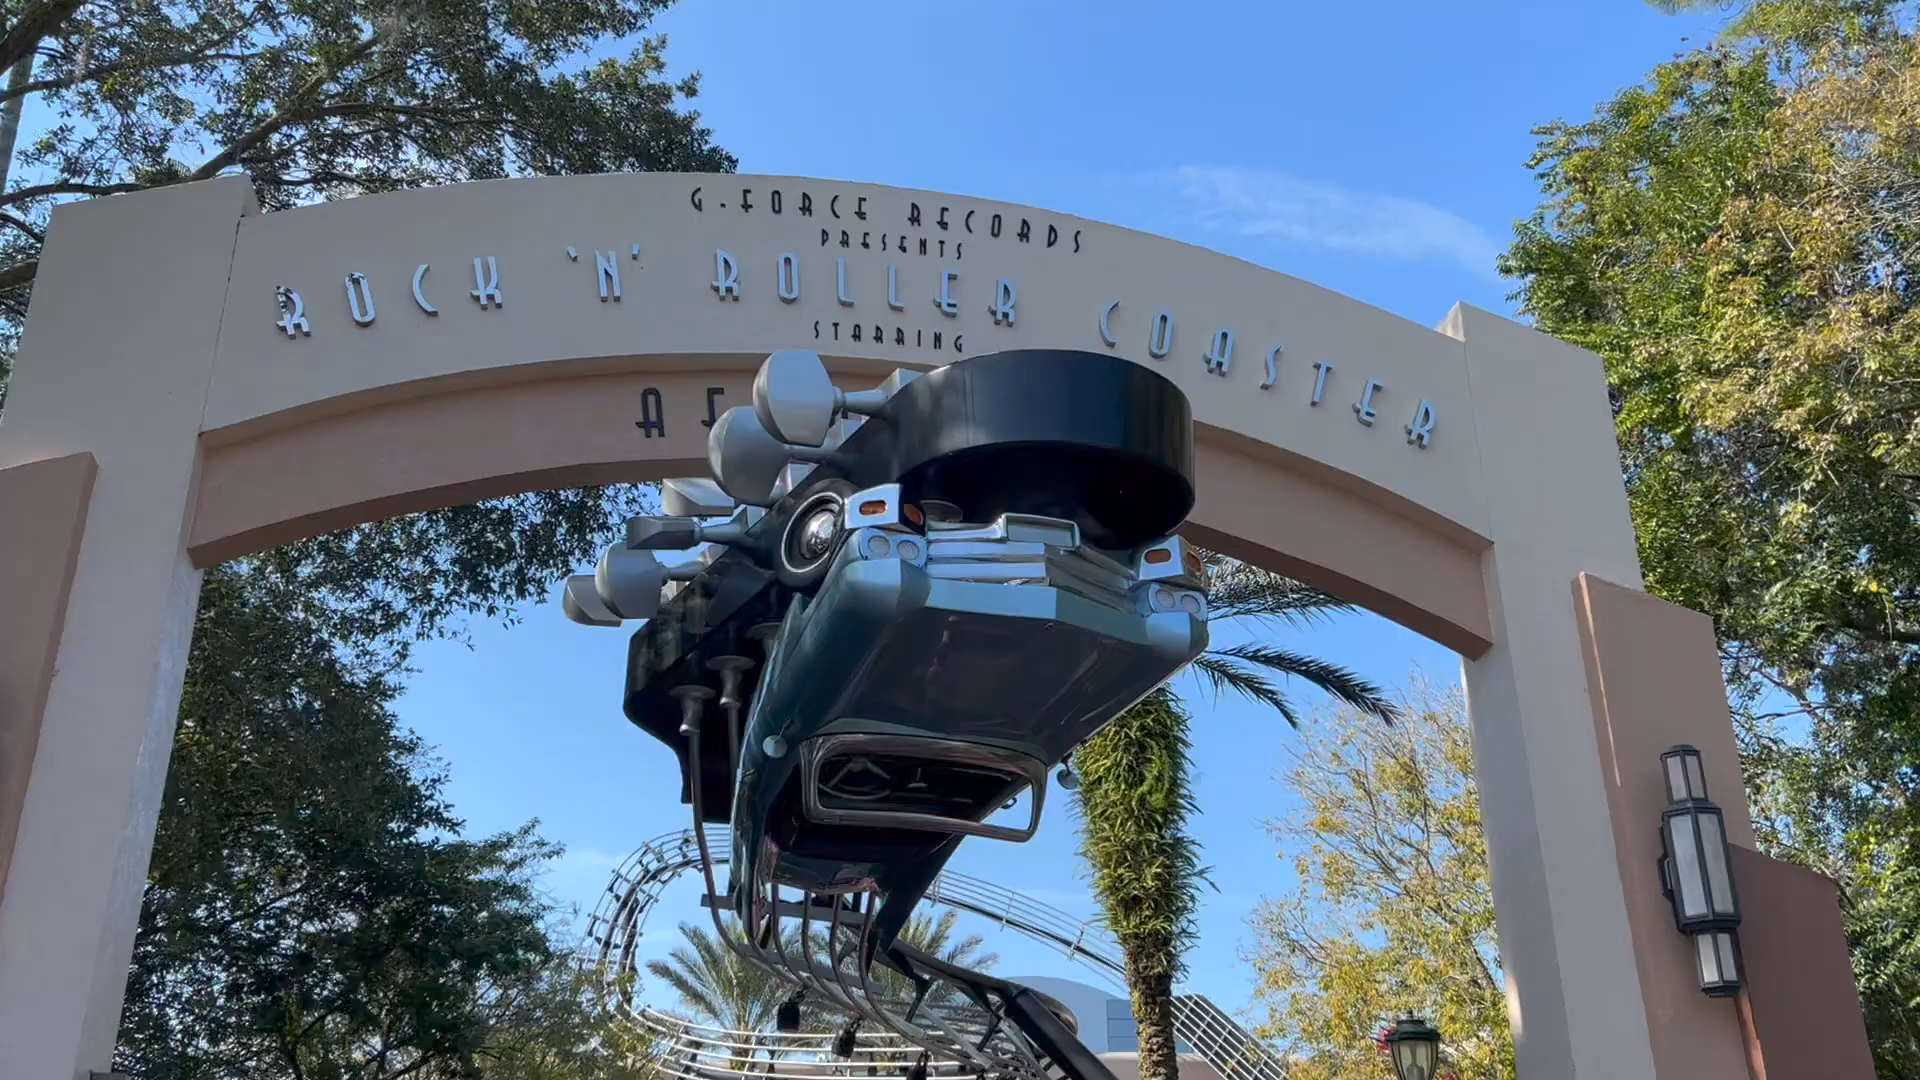 G-FORCE RECORDS
PRESENTS
ROCK 'N' ROLLER COASTER
STARRING